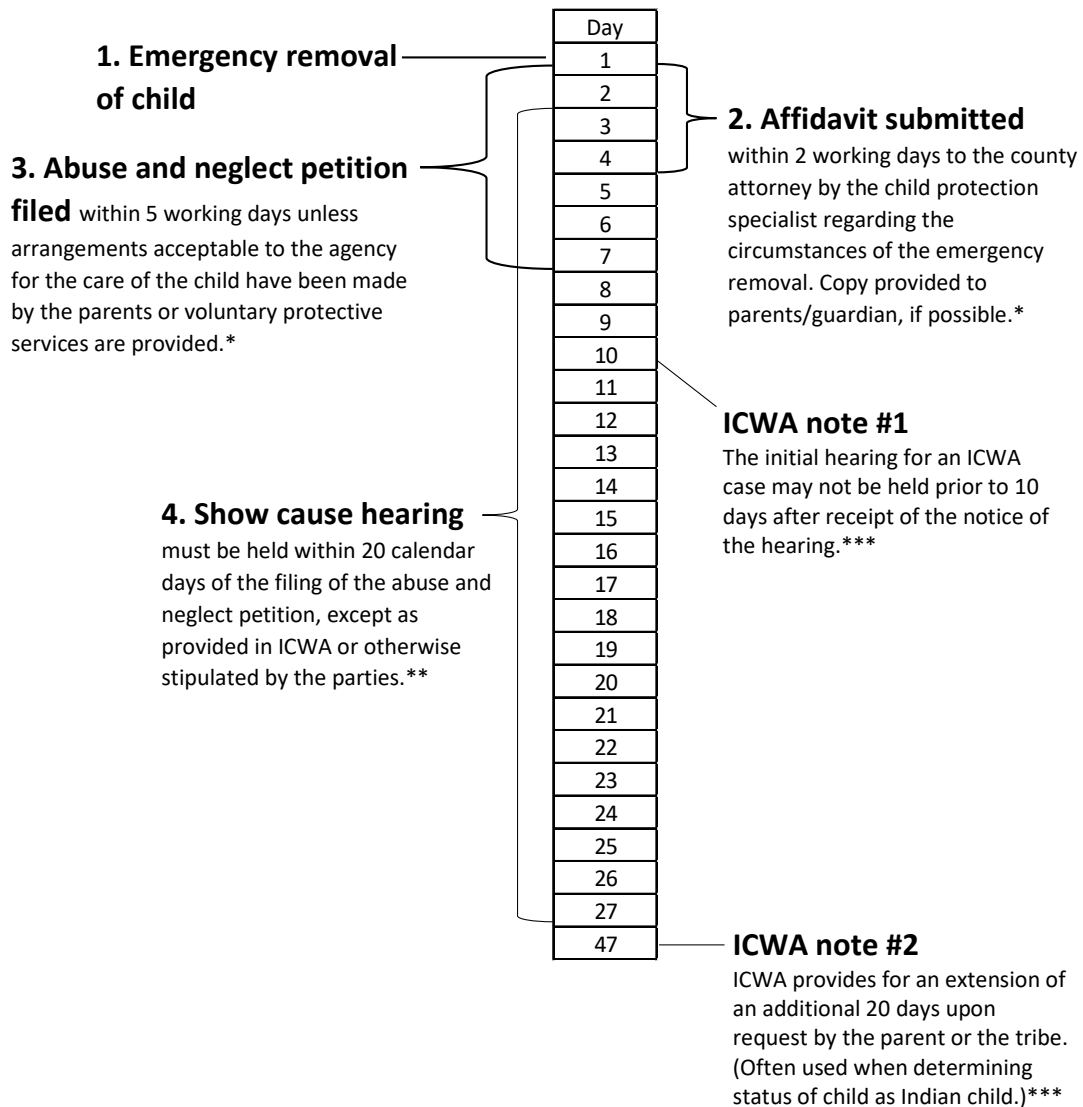 1. Emergency removal
of child
3. Abuse and neglect petition
filed within 5 working days unless
arrangements acceptable to the agency
for the care of the child have been made
by the parents or voluntary protective
services are provided.*
4. Show cause hearing
must be held within 20 calendar
days of the filing of the abuse and
neglect petition, except as
provided in ICWA or otherwise
stipulated by the parties.**
Day
1
2
3
4
5
6
7
8
9
10
11
12
13
14
15
16
17
18
19
20
21
22
23
24
25
26
27
47
2. Affidavit submitted
within 2 working days to the county
attorney by the child protection
specialist regarding the
circumstances of the emergency
removal. Copy provided to
parents/guardian, if possible.*
ICWA note #1
The initial hearing for an ICWA
case may not be held prior to 10
days after receipt of the notice of
the hearing.***
ICWA note #2
ICWA provides for an extension of
an additional 20 days upon
request by the parent or the tribe.
(Often used when determining
status of child as Indian child.)***